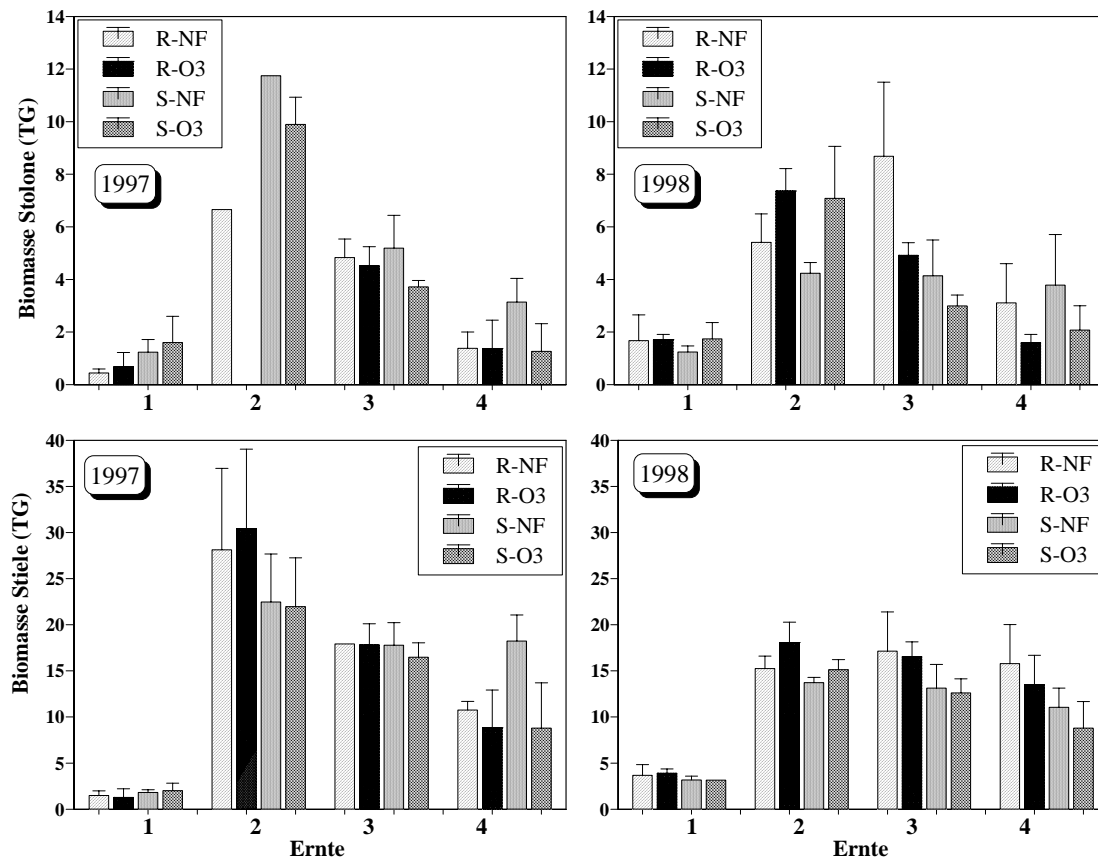 Biomasse Stolone (TG)
14
12
10
8
6
4
2
0
R-NF
R-O3
S-NF
S-O3
1997
1 2 3 4
14
12
10
8
6
4
2
0
R-NF
R-O3
S-NF
S-O3
1998
1 2 3 4
Biomasse Stiele (TG)
40
35
30
25
20
15
10
5
0
1997
R-NF
R-O3
S-NF
S-O3
1 2 3 4
Ernte
40
35
30
25
20
15
10
5
0
1998
R-NF
R-O3
S-NF
S-O3
1 2 3 4
Ernte